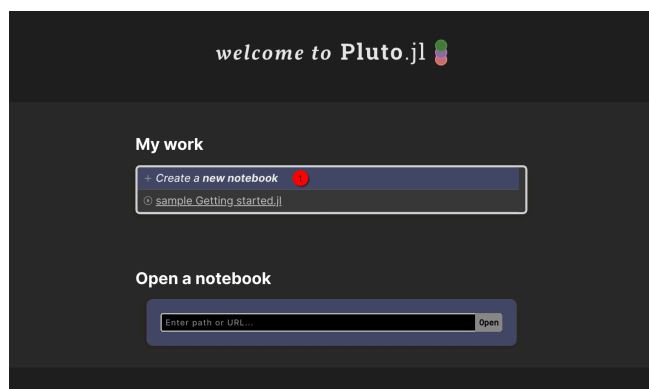 welcome to Pluto.jl
My work
+ Create a new notebook 1
sample Getting started.jl
Open a notebook
Enter path or URL... Open